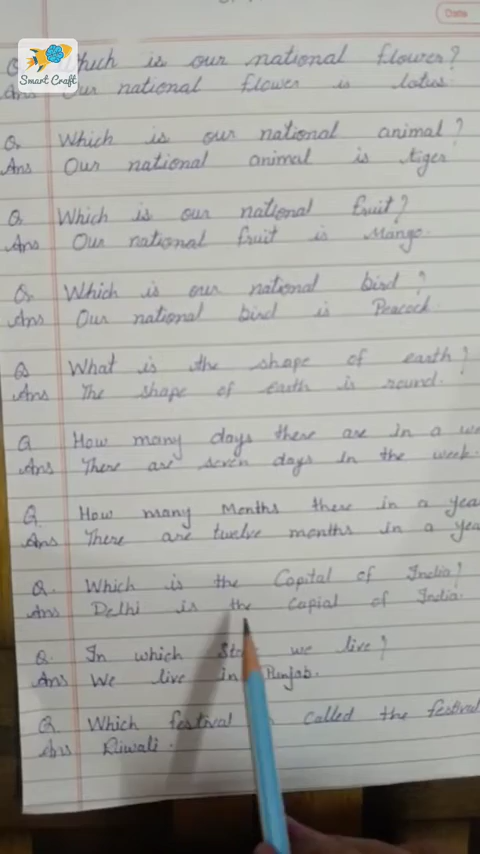 Date
Smart Craft
Q Which is our national flower?
Ans Our national flower is lotus.
Q. Which is our national animal?
Ans Our national animal is tiger
Q. Which is our national fruit?
Ans Our national fruit is Mango.
Q. Which is our national bird?
Ans Our national bird is Peacock
Q What is the shape of earth?
Ans The shape of earth is round.
Q How many days there are in a
Ans There are seven days in the week.
Q. How many Months there in a
Ans There are twelve months in a
Q. Which is the Capital of India?
Ans Delhi is the Capial of India.
Q. In which we live?
Ans We live in Punjab.
Q Which festival called the festival
Ans Diwali.